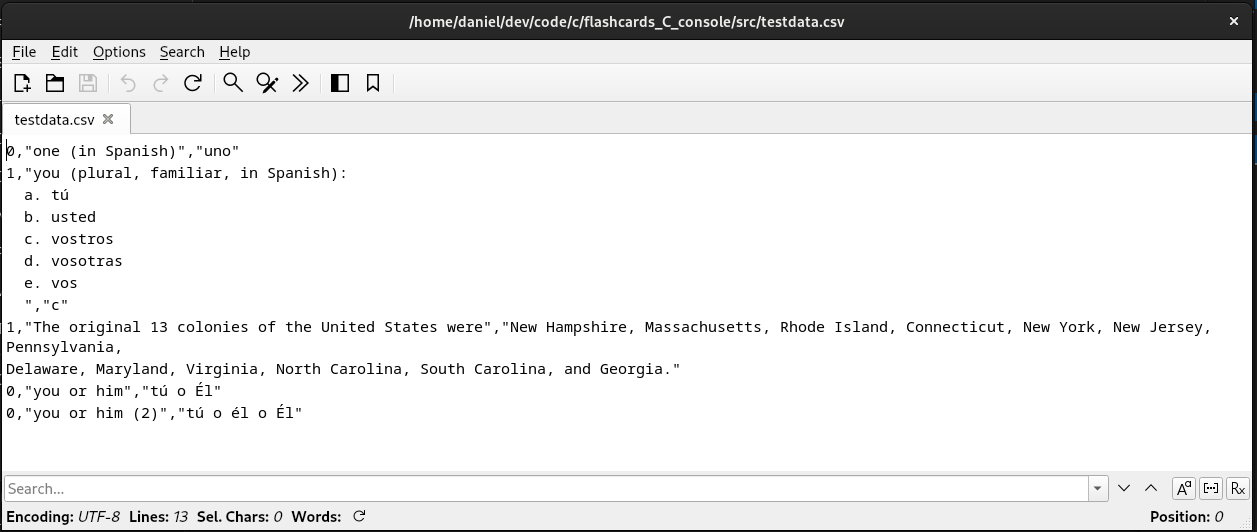 /home/daniel/dev/code/c/flashcards_C_console/src/testdata.csv
File Edit Options Search Help
testdata.csv
0,"one (in Spanish)","uno"
1,"you (plural, familiar, in Spanish):
  a. tú
  b. usted
  c. vostros
  d. vosotras
  e. vos
  ","c"
1,"The original 13 colonies of the United States were","New Hampshire, Massachusetts, Rhode Island, Connecticut, New York, New Jersey,
Pennsylvania,
Delaware, Maryland, Virginia, North Carolina, South Carolina, and Georgia."
0,"you or him","tú o Él"
0,"you or him (2)","tú o él o Él"
Search...
Encoding: UTF-8 Lines: 13 Sel. Chars: 0 Words: Position: 0